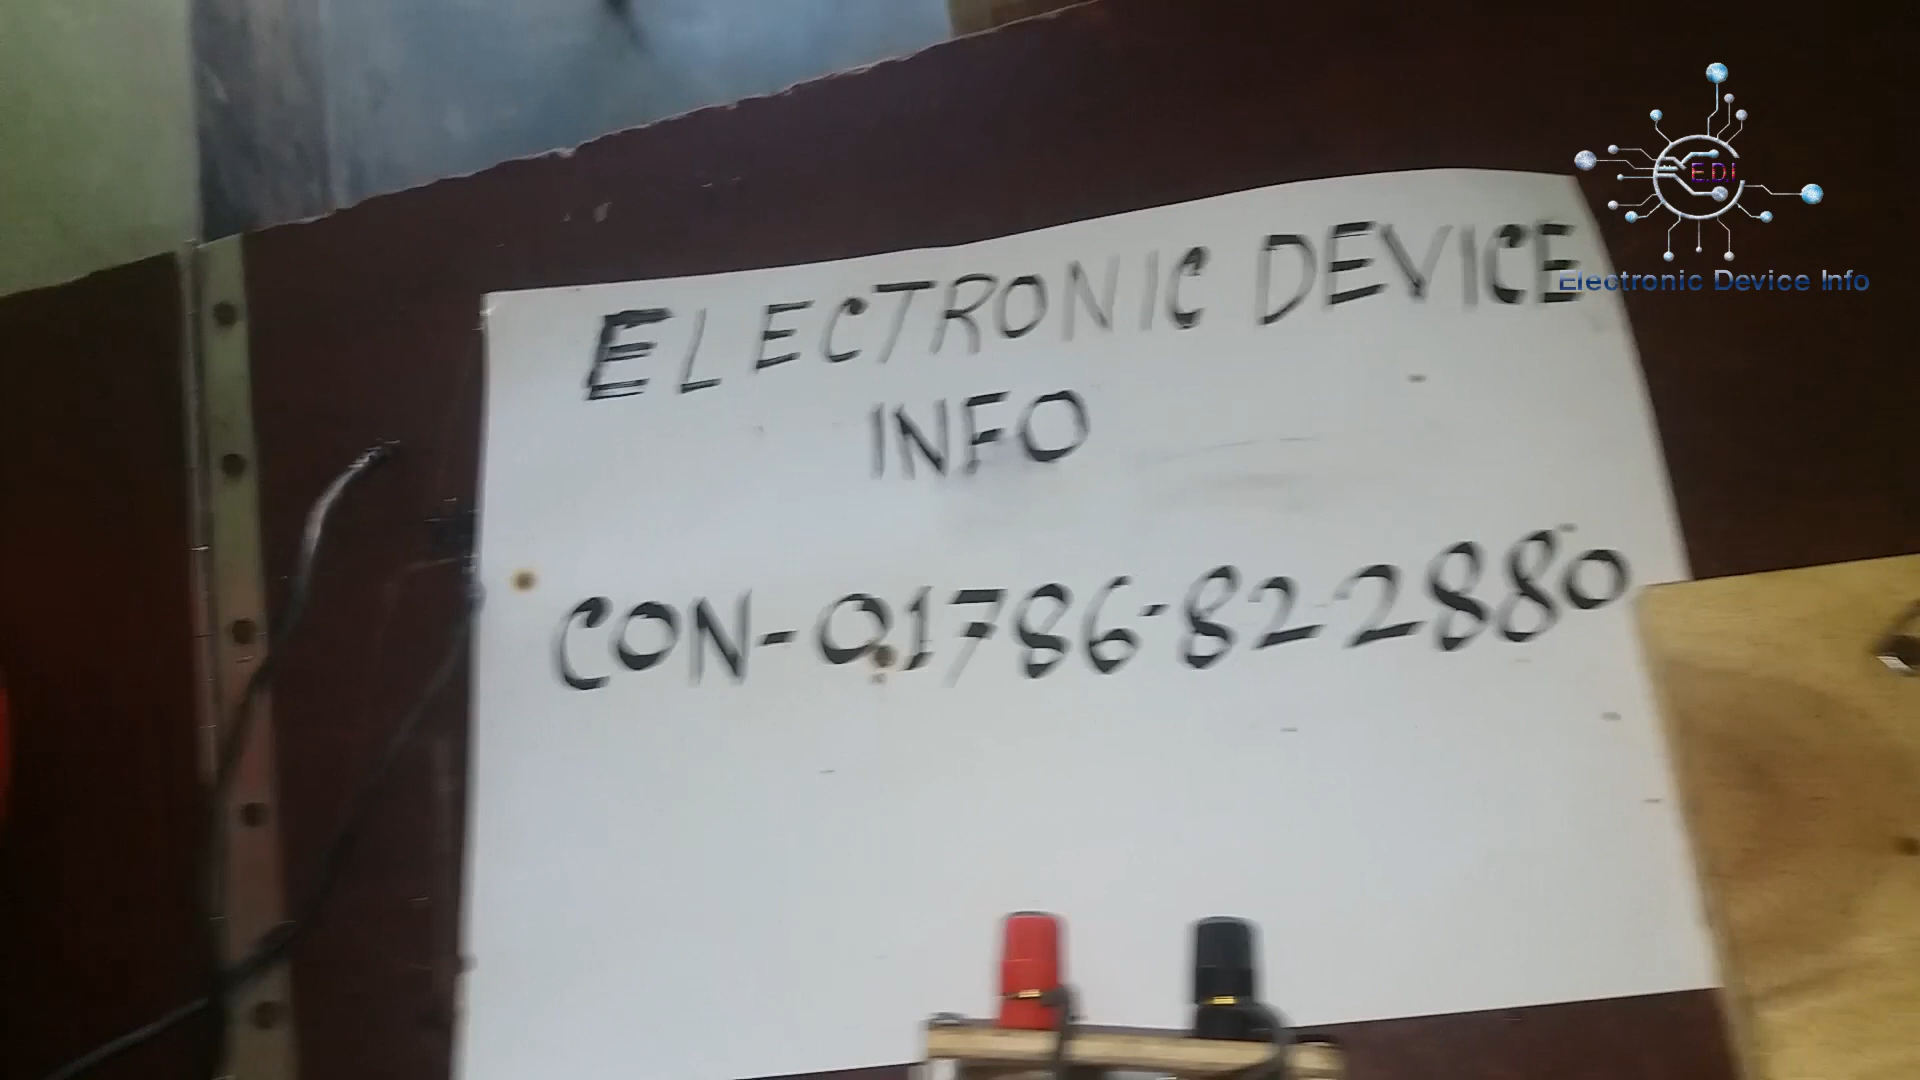 ELECTRONIC DEVICE
INFO
CON-01786-822880
E.D.I
Electronic Device Info